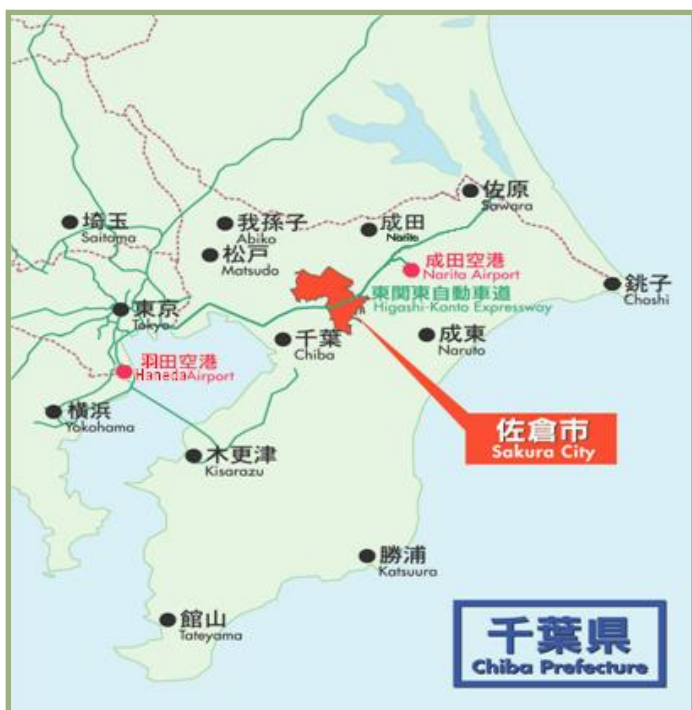 佐原
Sawara
埼玉
Saitama
我孫子
Abiko
成田
Narita
松戸
Matsudo
成田空港
Narita Airport
銚子
Choshi
東関東自動車道
Higashi-Kanto Expressway
東京
Tokyo
千葉
Chiba
成東
Naruto
羽田空港
Haneda Airport
横浜
Yokohama
佐倉市
Sakura City
木更津
Kisarazu
勝浦
Katsuura
館山
Tateyama
千葉県
Chiba Prefecture